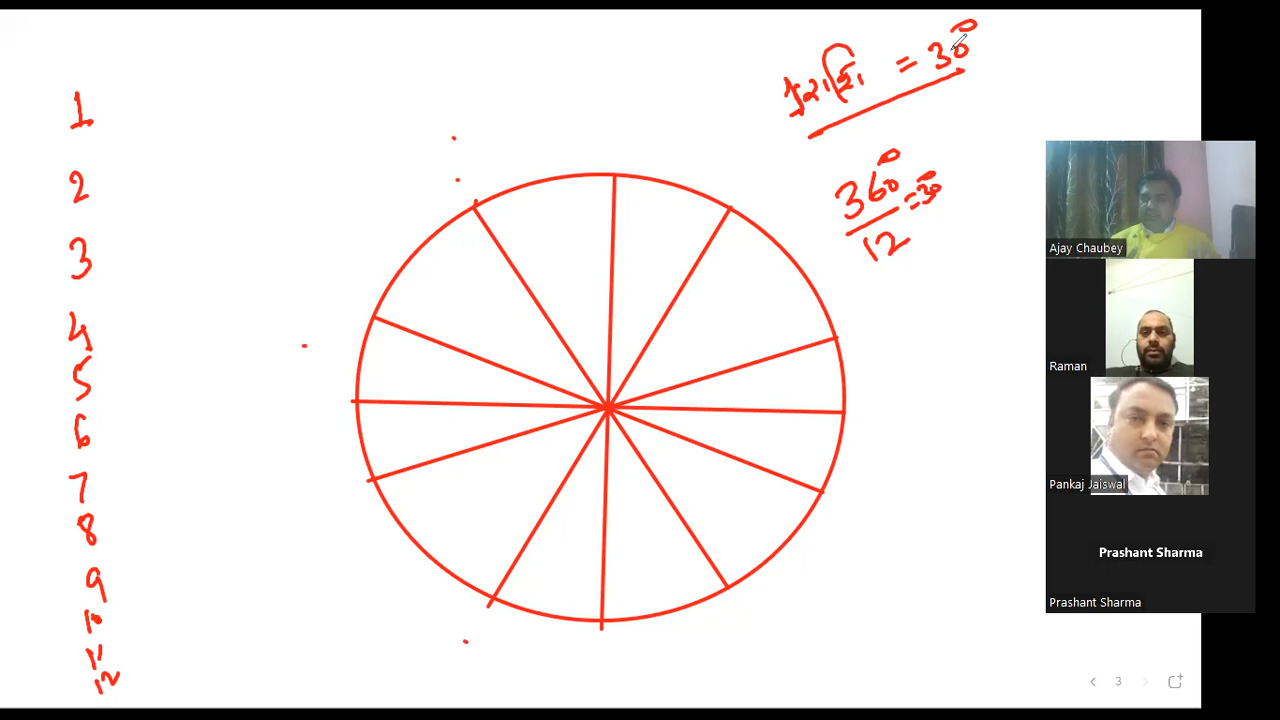 1राशि = 30°
360°
12
=30°
1
2
3
4
5
6
7
8
9
10
11
12
Ajay Chaubey
Raman
Pankaj Jaiswal
Prashant Sharma
Prashant Sharma
3